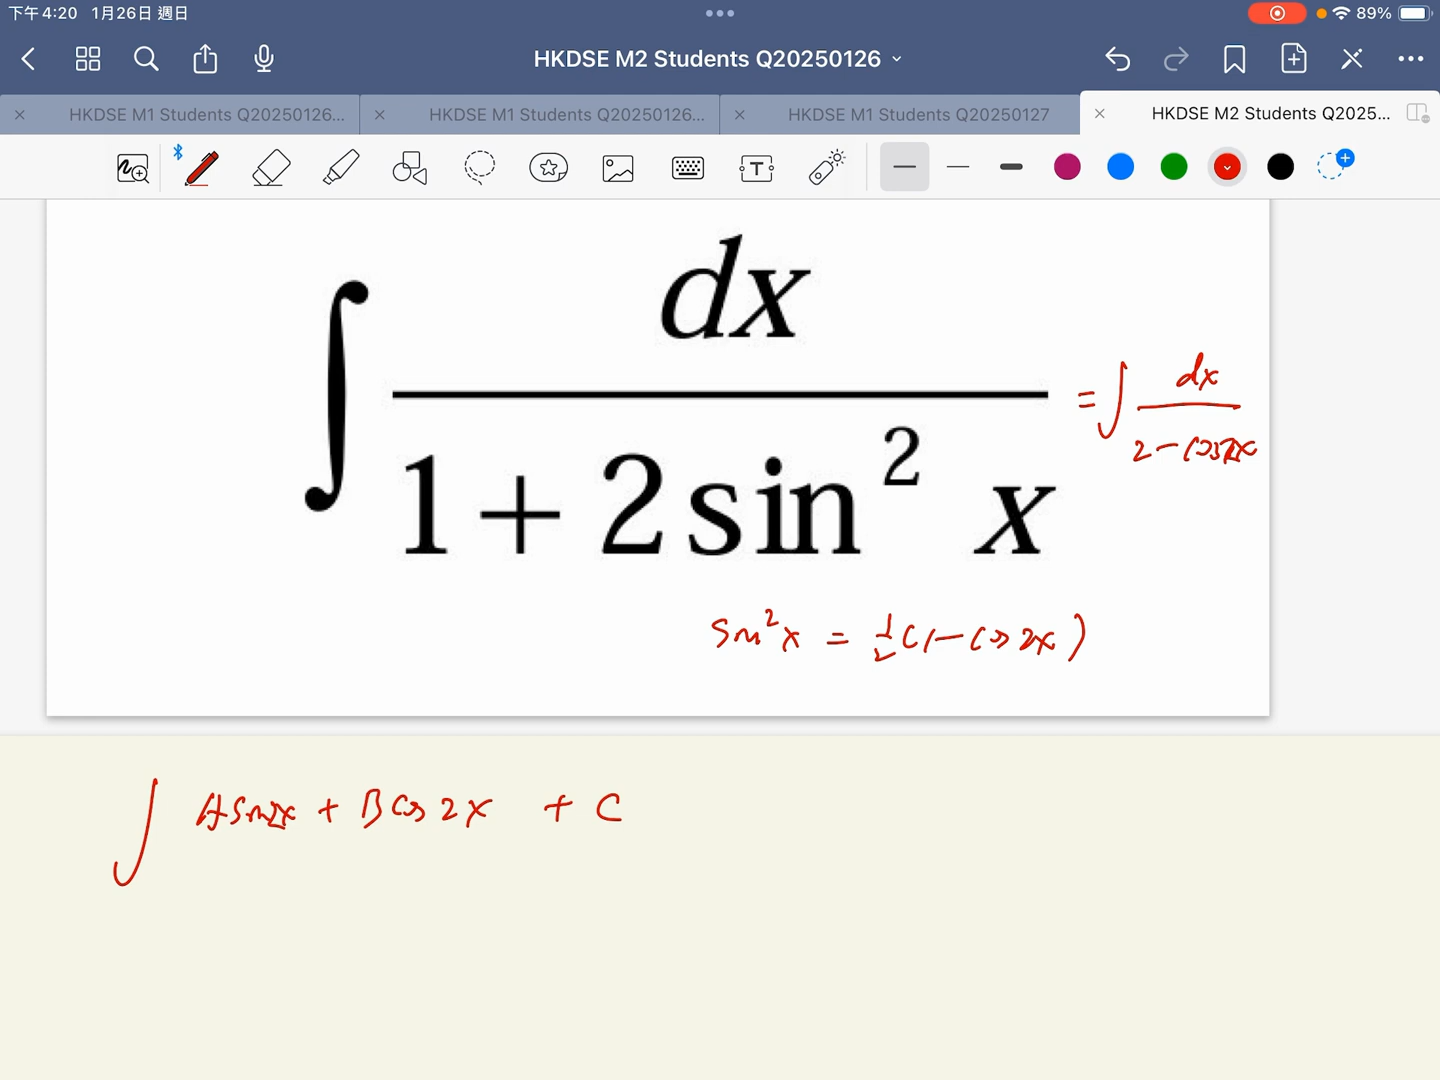 下午4:20 1月26日 週日
89%
HKDSE M2 Students Q20250126
HKDSE M1 Students Q20250126...
HKDSE M1 Students Q20250126...
HKDSE M1 Students Q20250127
HKDSE M2 Students Q2025...
∫ dx / (1 + 2 sin² x) = ∫ dx / (2 − cos2x)
sin²x = ½(1 − cos 2x)
∫ A sin2x + B cos 2x + C